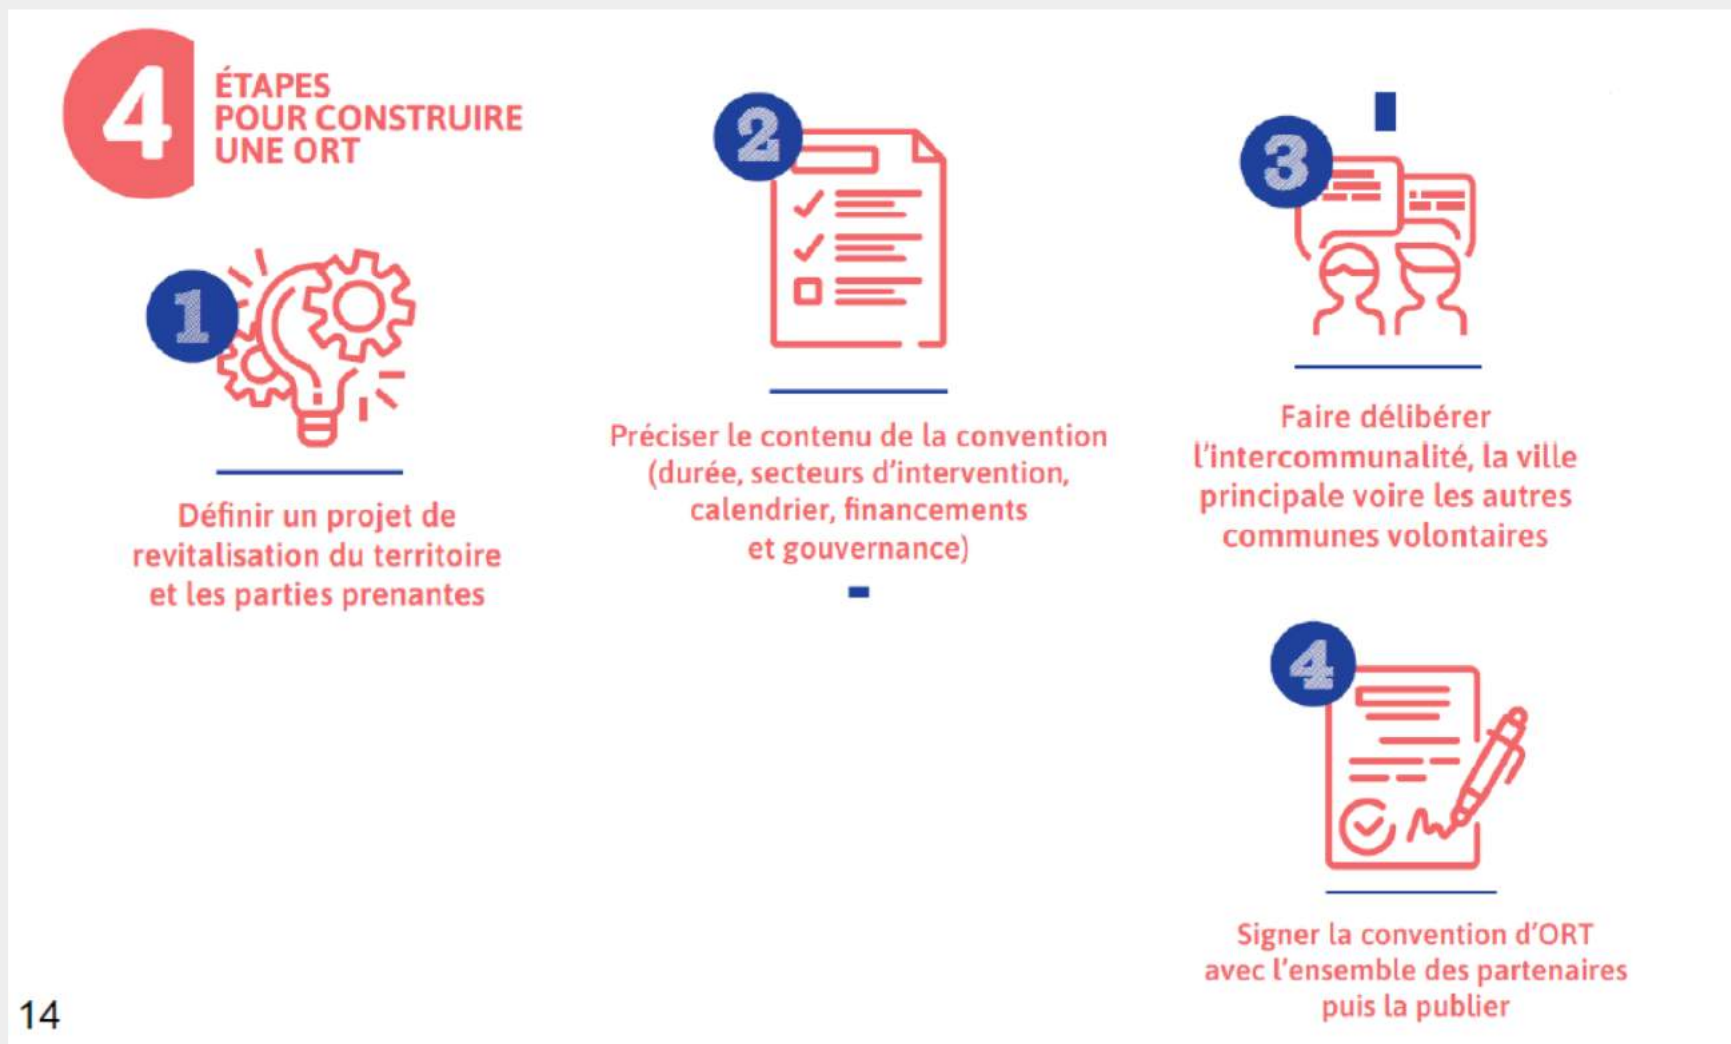 4
ÉTAPES
POUR CONSTRUIRE
UNE ORT
1
Définir un projet de
revitalisation du territoire
et les parties prenantes
2
Préciser le contenu de la convention
(durée, secteurs d'intervention,
calendrier, financements
et gouvernance)
3
Faire délibérer
l'intercommunalité, la ville
principale voire les autres
communes volontaires
4
Signer la convention d'ORT
avec l'ensemble des partenaires
puis la publier
14